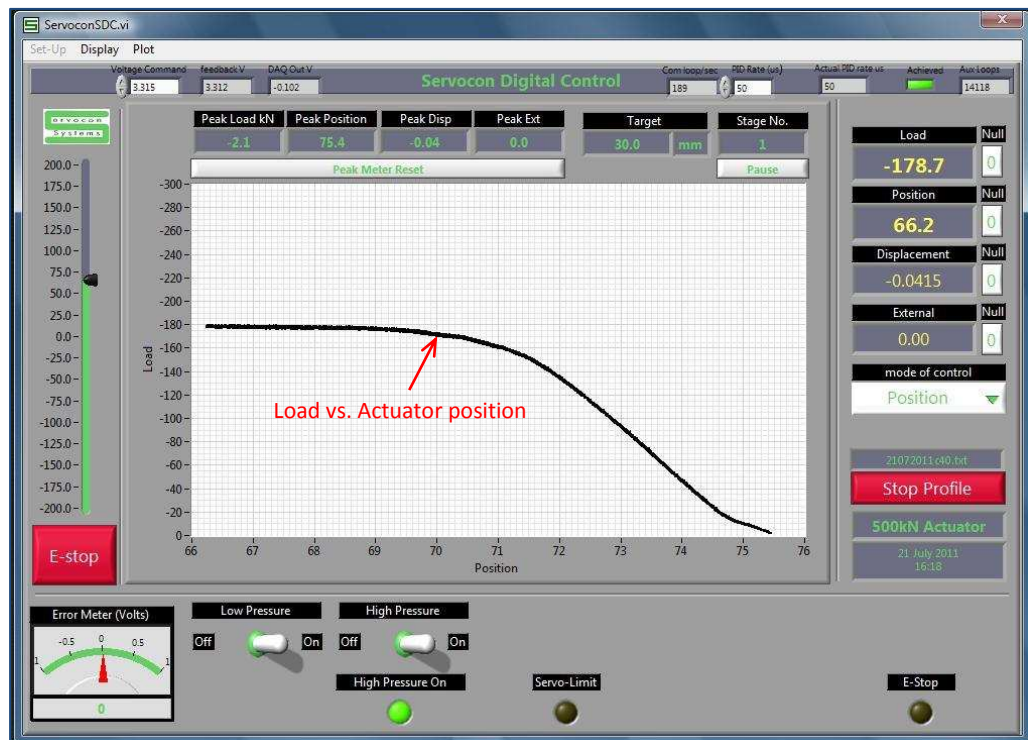 ServoconSDC.vi
Set-Up Display Plot
Voltage Command feedback V DAQ Out V Servocon Digital Control Com loop/sec PID Rate (us) Actual PID rate us Achieved Aux Loops
3.315 3.312 -0.102 189 50 50 14118
ervocon
Systems
Peak Load kN Peak Position Peak Disp Peak Ext Target Stage No.
-2.1 75.4 -0.04 0.0 30.0 mm 1
Peak Meter Reset Pause
200.0
175.0
150.0
125.0
100.0
75.0
50.0
25.0
0.0
-25.0
-50.0
-75.0
-100.0
-125.0
-150.0
-175.0
-200.0
E-stop
Load
-300
-280
-260
-240
-220
-200
-180
-160
-140
-120
-100
-80
-60
-40
-20
0
Load vs. Actuator position
66 67 68 69 70 71 72 73 74 75 76
Position
Load Null
-178.7 0
Position Null
66.2 0
Displacement Null
-0.0415 0
External Null
0.00 0
mode of control
Position
21072011c40.txt
Stop Profile
500kN Actuator
21 July 2011
16:18
Error Meter (Volts)
-1 -0.5 0 0.5 1
0
Low Pressure High Pressure
Off On Off On
High Pressure On Servo-Limit E-Stop